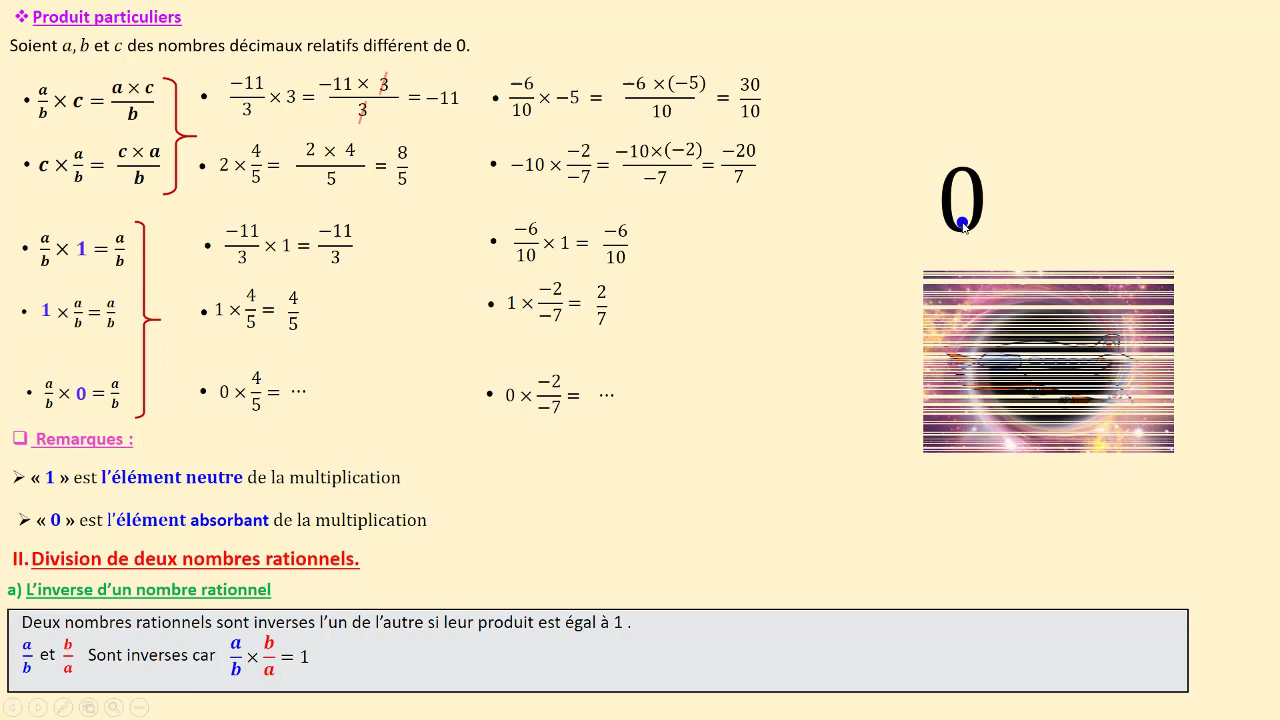 ❖ Produit particuliers
Soient a, b et c des nombres décimaux relatifs différent de 0.
• a/b × c = (a × c)/b
• -11/3 × 3 = (-11 × 3)/3 = -11
• -6/10 × -5 = (-6 ×(-5))/10 = 30/10
• c × a/b = (c × a)/b
• 2 × 4/5 = (2 × 4)/5 = 8/5
• -10 × -2/-7 = (-10×(-2))/-7 = -20/7
0
• a/b × 1 = a/b
• -11/3 × 1 = -11/3
• -6/10 × 1 = -6/10
• 1 × a/b = a/b
• 1 × 4/5 = 4/5
• 1 × -2/-7 = 2/7
• a/b × 0 = a/b
• 0 × 4/5 = ...
• 0 × -2/-7 = ...
❑ Remarques :
➢ « 1 » est l’élément neutre de la multiplication
➢ « 0 » est l’élément absorbant de la multiplication
II. Division de deux nombres rationnels.
a) L’inverse d’un nombre rationnel
Deux nombres rationnels sont inverses l’un de l’autre si leur produit est égal à 1 .
a/b et b/a Sont inverses car a/b × b/a = 1